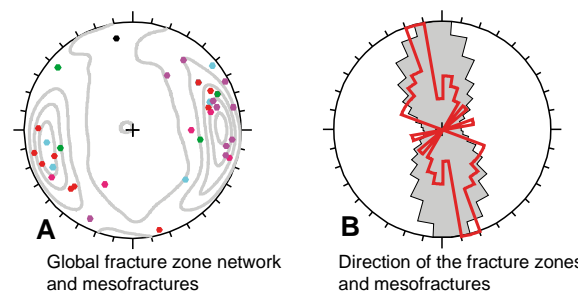 A
B
Global fracture zone network
and mesofractures
Direction of the fracture zones
and mesofractures